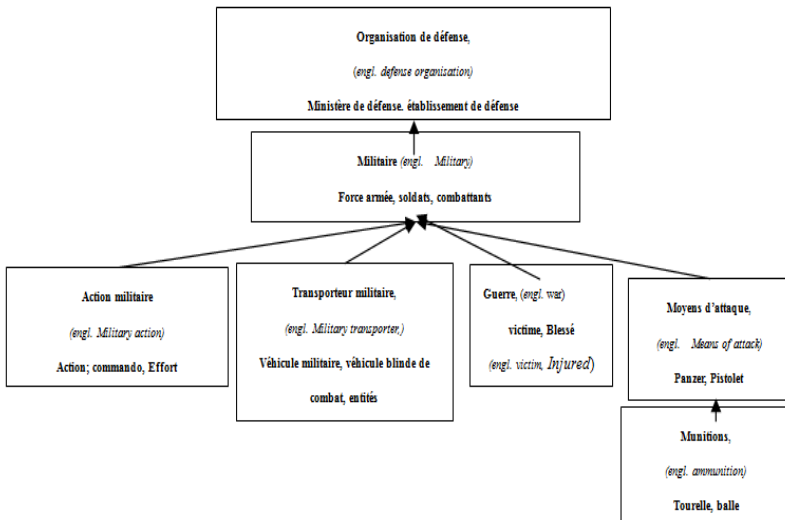 Organisation de défense,
(engl. defense organisation)
Ministère de défense. établissement de défense
Militaire (engl. Military)
Force armée, soldats, combattants
Action militaire
(engl. Military action)
Action; commando, Effort
Transporteur militaire,
(engl. Military transporter,)
Véhicule militaire, véhicule blinde de
combat, entités
Guerre, (engl. war)
victime, Blessé
(engl. victim, Injured)
Moyens d’attaque,
(engl. Means of attack)
Panzer, Pistolet
Munitions,
(engl. ammunition)
Tourelle, balle